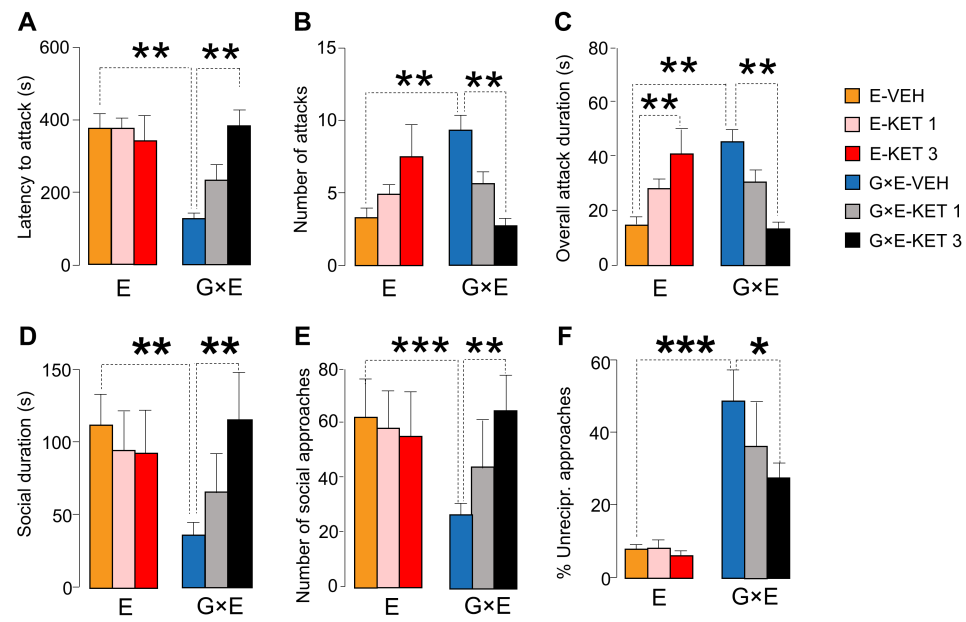 A
Latency to attack (s)
600
400
200
0
**
**
E
G×E
B
Number of attacks
15
10
5
0
**
**
E
G×E
C
Overall attack duration (s)
80
60
40
20
0
**
**
**
E
G×E
E-VEH
E-KET 1
E-KET 3
G×E-VEH
G×E-KET 1
G×E-KET 3
D
Social duration (s)
150
100
50
0
**
**
E
G×E
E
Number of social approaches
80
60
40
20
0
***
**
E
G×E
F
% Unrecipr. approaches
60
40
20
0
***
*
E
G×E